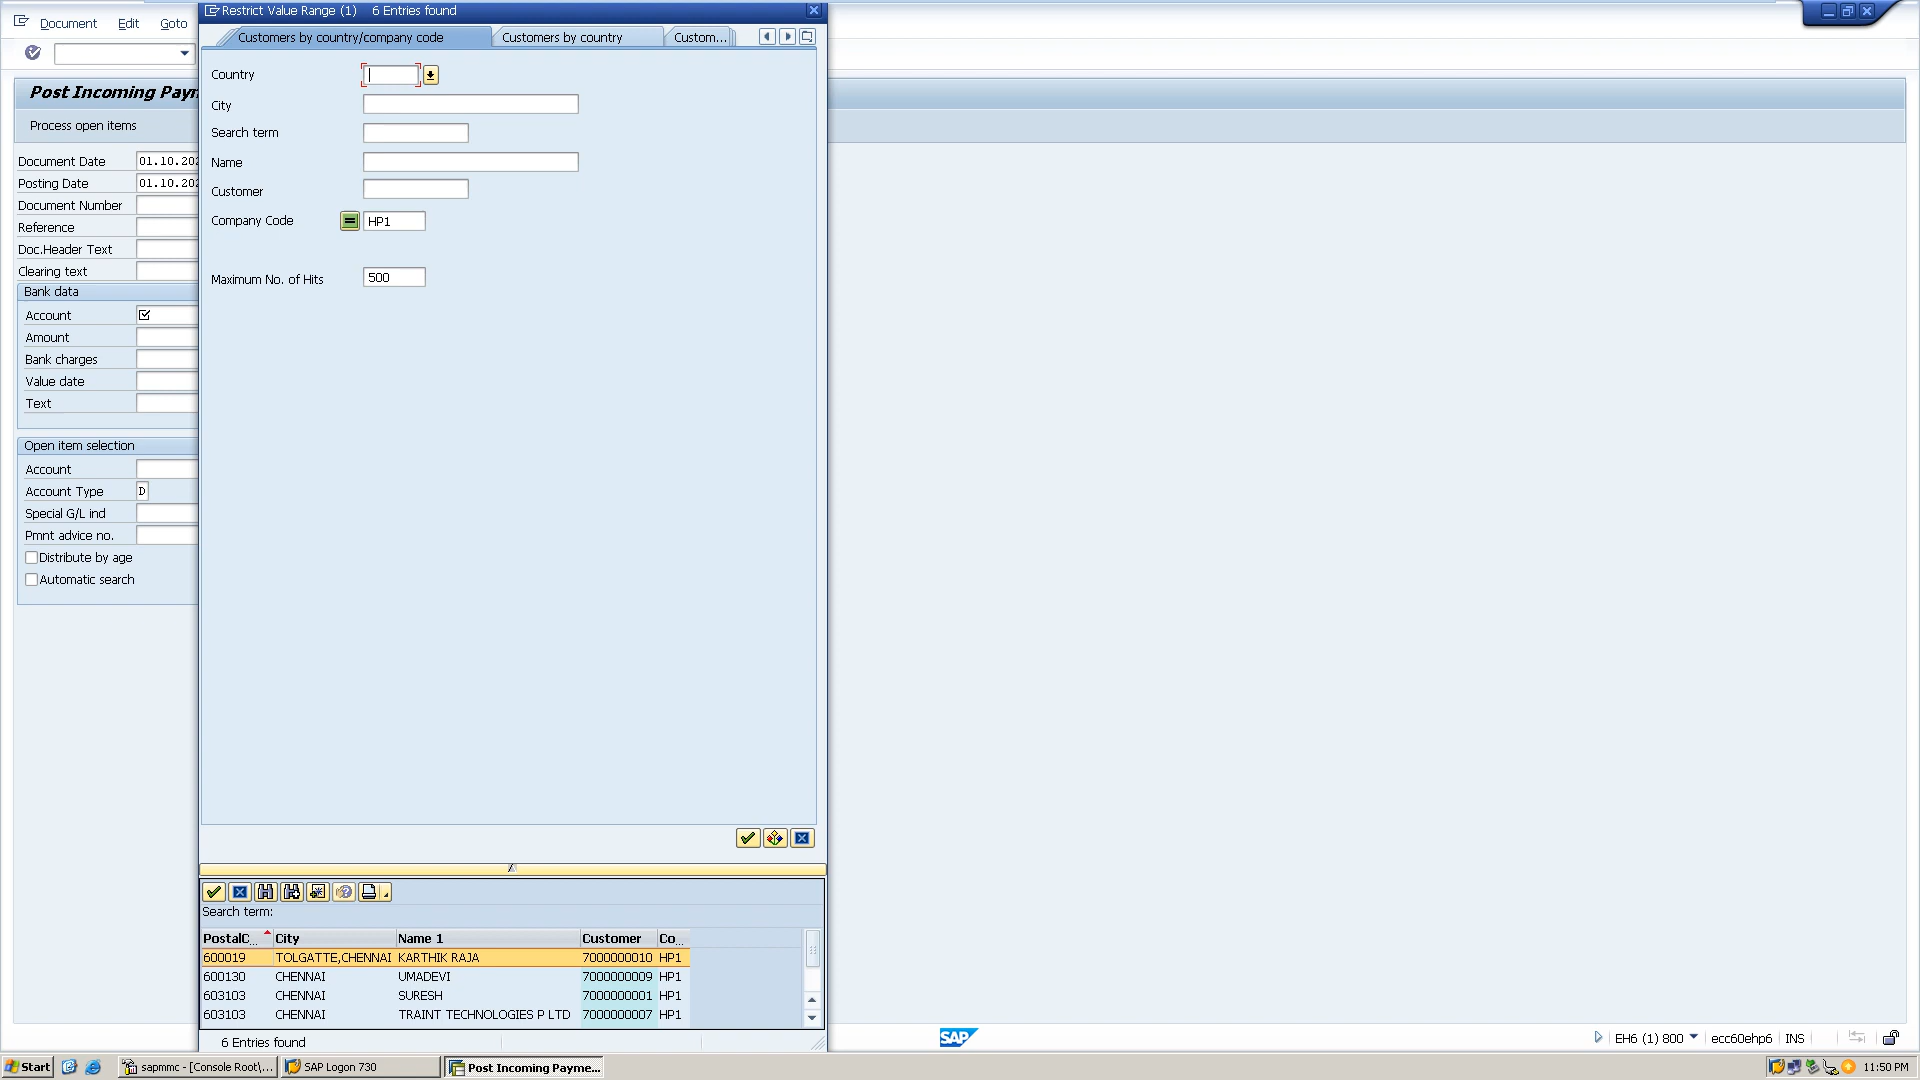 Restrict Value Range (1) 6 Entries found
Document Edit Goto
Customers by country/company code Customers by country Custom...
Country
City
Search term
Name
Customer
Company Code HP1
Maximum No. of Hits 500
Post Incoming Payn
Process open items
Document Date 01.10.202
Posting Date 01.10.202
Document Number
Reference
Doc.Header Text
Clearing text
Bank data
Account
Amount
Bank charges
Value date
Text
Open item selection
Account
Account Type D
Special G/L ind
Pmnt advice no.
Distribute by age
Automatic search
Search term:
PostalC... City Name 1 Customer Co...
600019 TOLGATTE,CHENNAI KARTHIK RAJA 7000000010 HP1
600130 CHENNAI UMADEVI 7000000009 HP1
603103 CHENNAI SURESH 7000000001 HP1
603103 CHENNAI TRAINT TECHNOLOGIES P LTD 7000000007 HP1
6 Entries found
SAP
EH6 (1) 800 ecc60ehp6 INS
Start sapmmc - [Console Root\... SAP Logon 730 Post Incoming Payme... 11:50 PM